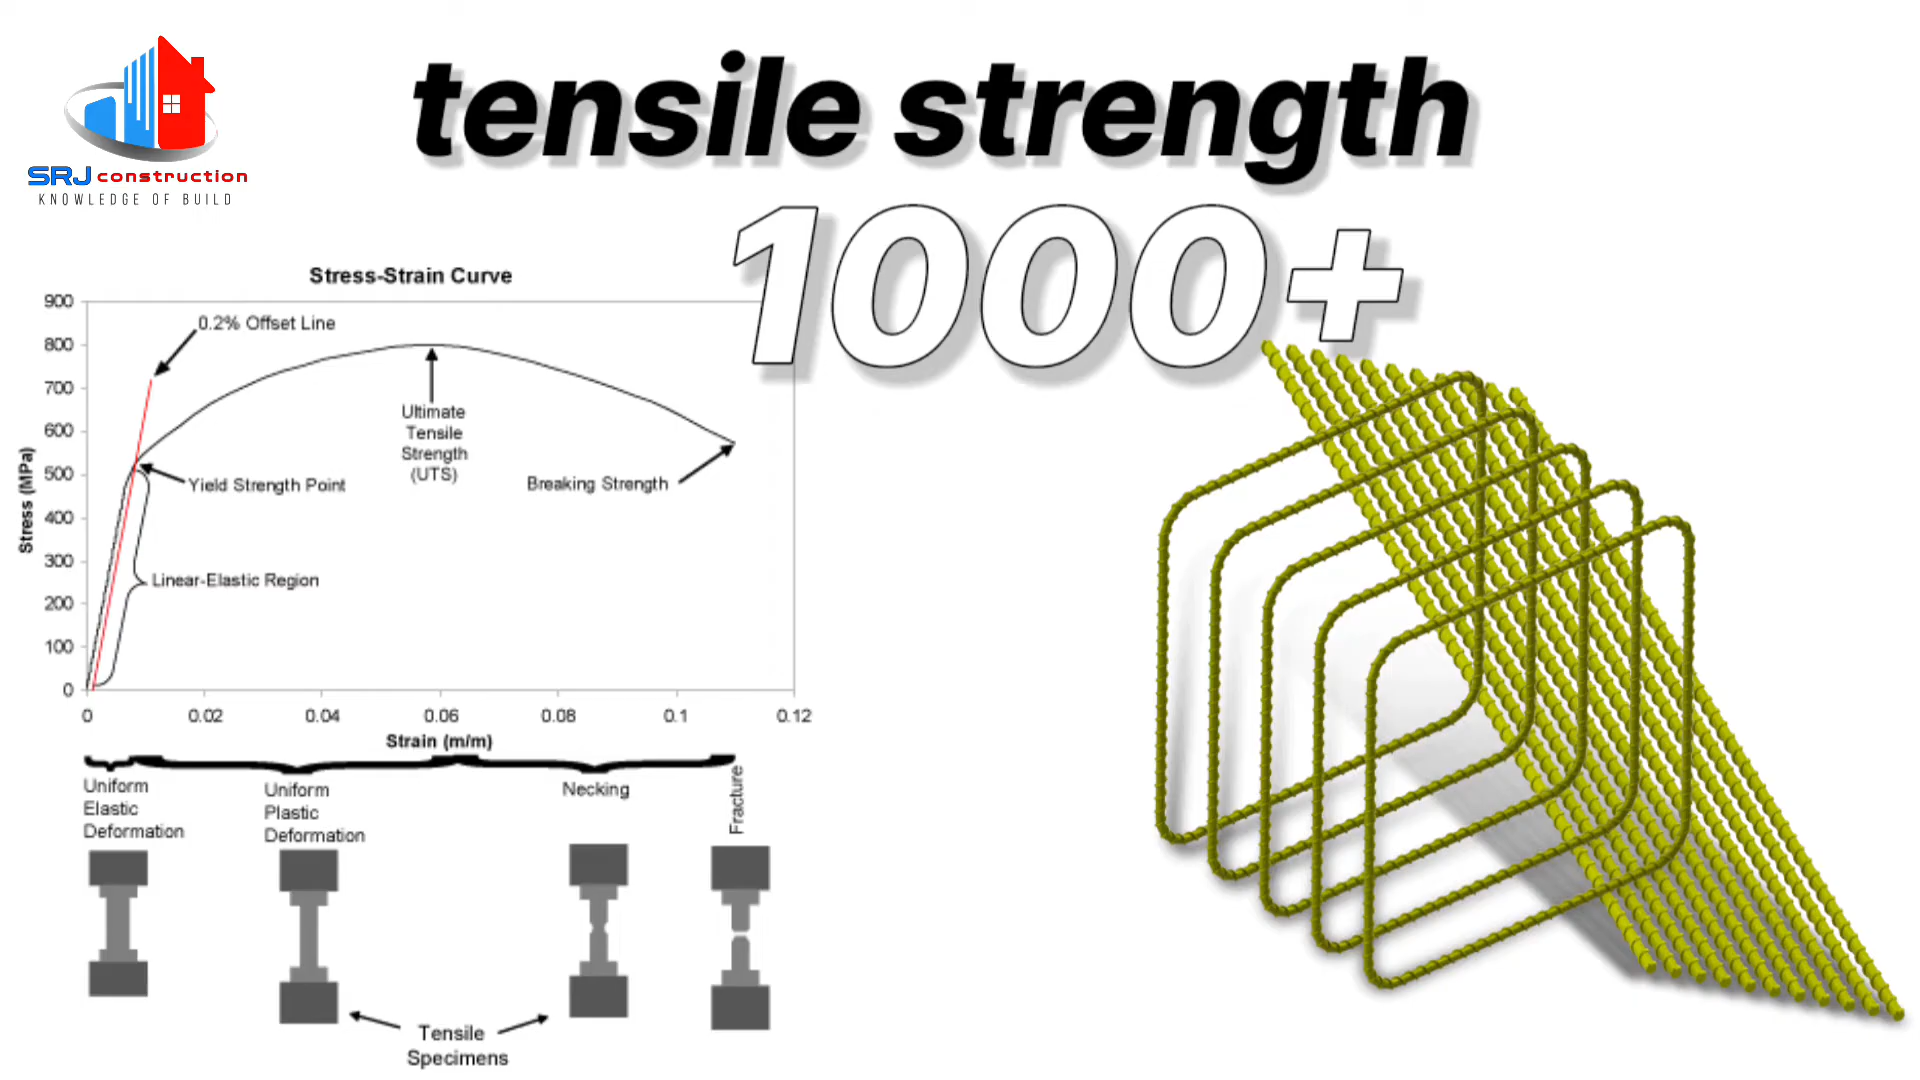 tensile strength
1000+
SRJ construction
KNOWLEDGE OF BUILD
Stress-Strain Curve
900
800
700
600
500
400
300
200
100
0
Stress (MPa)
0.2% Offset Line
Ultimate
Tensile
Strength
(UTS)
Yield Strength Point
Breaking Strength
Linear-Elastic Region
0 0.02 0.04 0.06 0.08 0.1 0.12
Strain (m/m)
Uniform
Elastic
Deformation
Uniform
Plastic
Deformation
Necking
Fracture
Tensile
Specimens